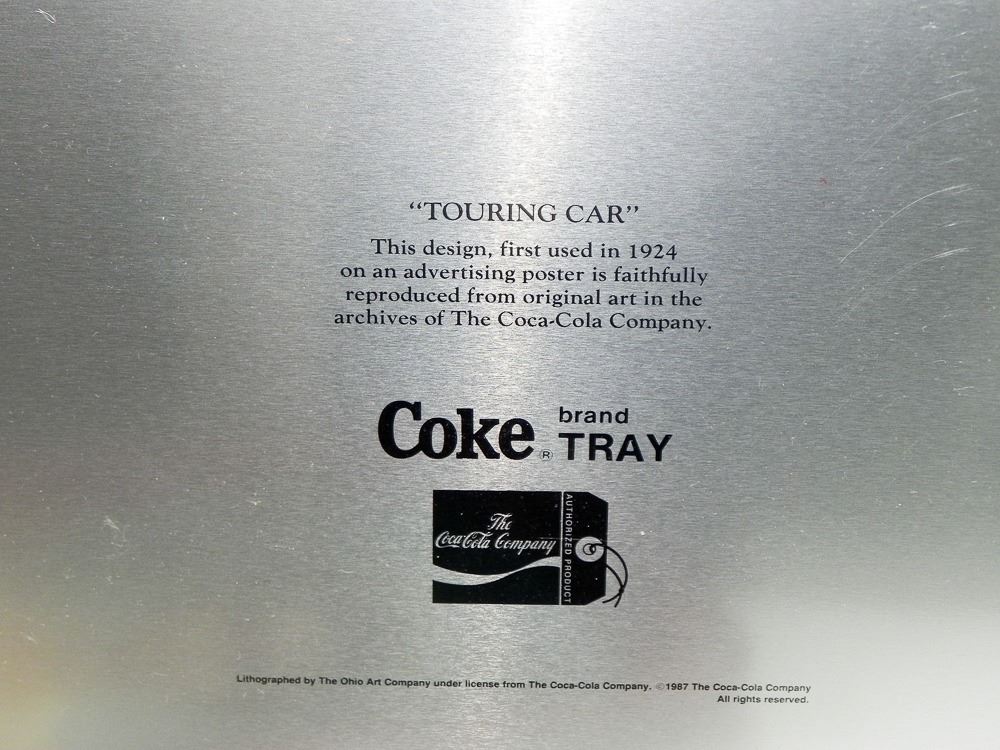 “TOURING CAR”
This design, first used in 1924
on an advertising poster is faithfully
reproduced from original art in the
archives of The Coca-Cola Company.
Coke® brand
TRAY
The
Coca-Cola Company
AUTHORIZED PRODUCT
Lithographed by The Ohio Art Company under license from The Coca-Cola Company. ©1987 The Coca-Cola Company
All rights reserved.